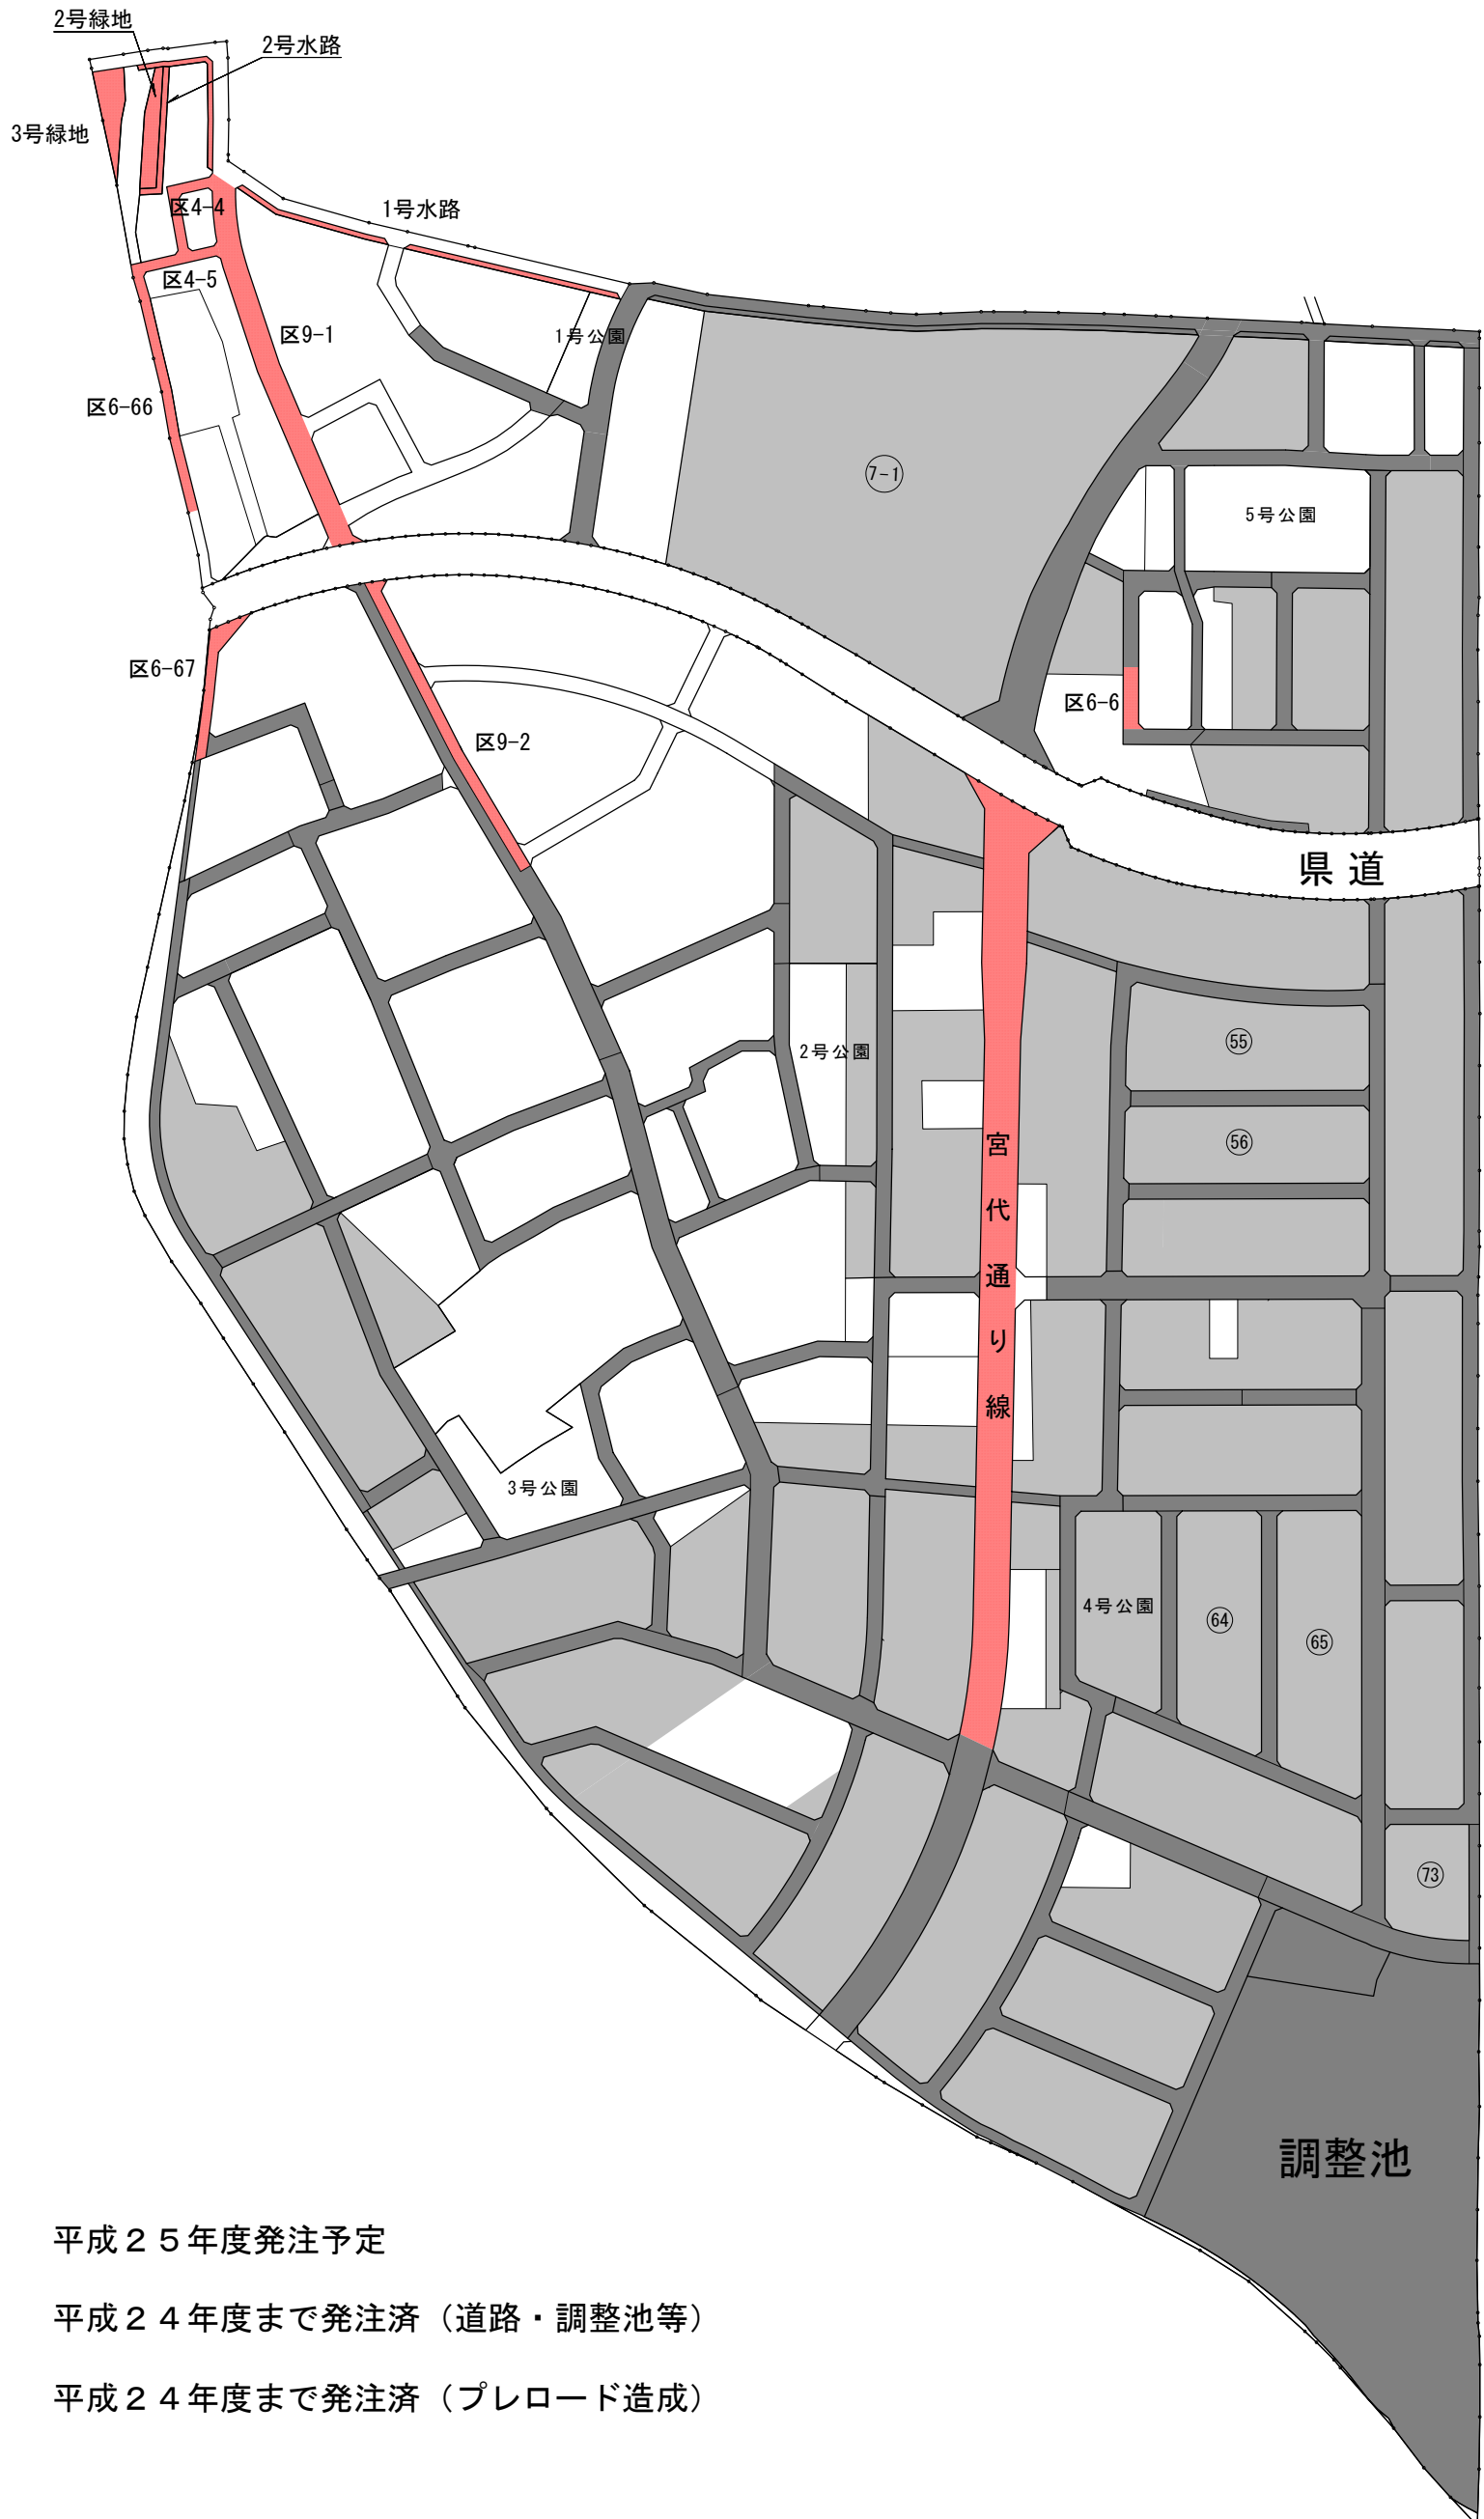 2号緑地
2号水路
3号緑地
区4-4
1号水路
区4-5
区9-1
1号公園
区6-66
7-1
5号公園
区6-67
区6-6
区9-2
県道
55
2号公園
56
宮代通り線
3号公園
4号公園
64
65
73
調整池
平成２５年度発注予定
平成２４年度まで発注済（道路・調整池等）
平成２４年度まで発注済（プレロード造成）